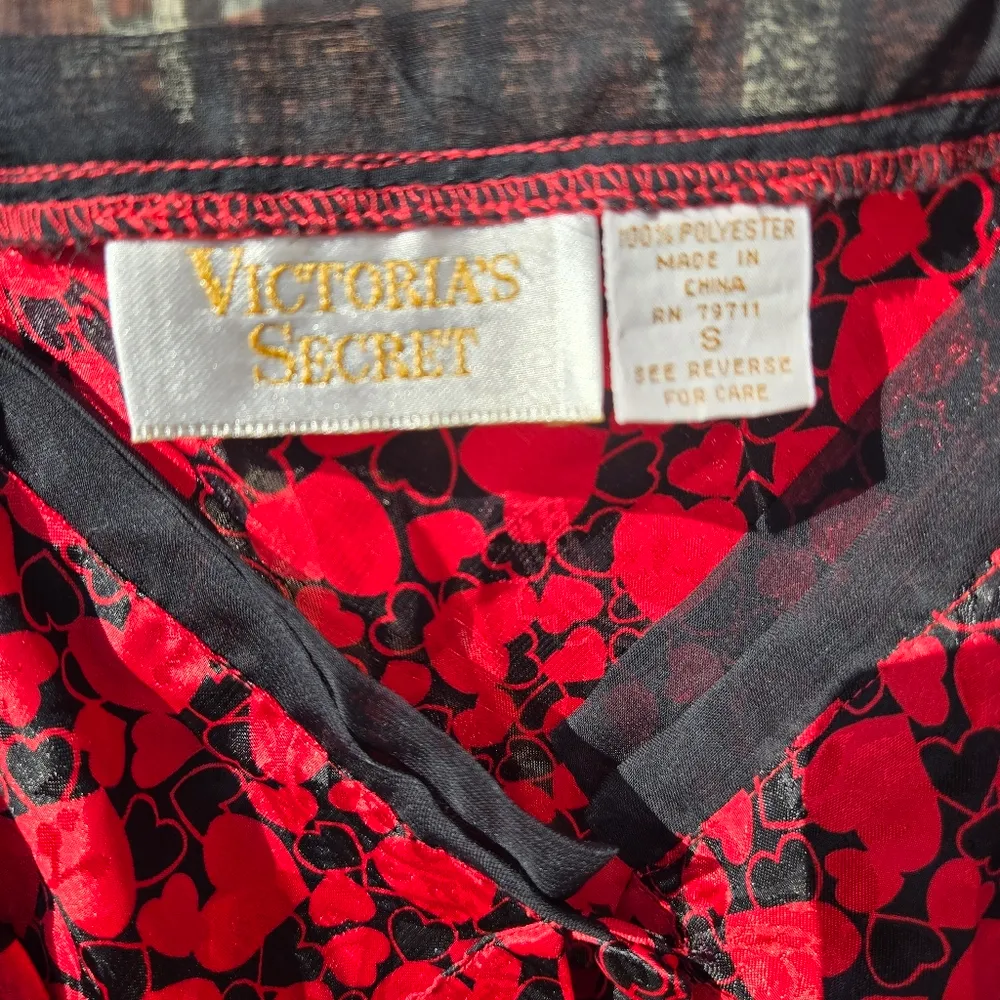 VICTORIA'S
SECRET
100% POLYESTER
MADE IN
CHINA
RN 79711
S
SEE REVERSE
FOR CARE